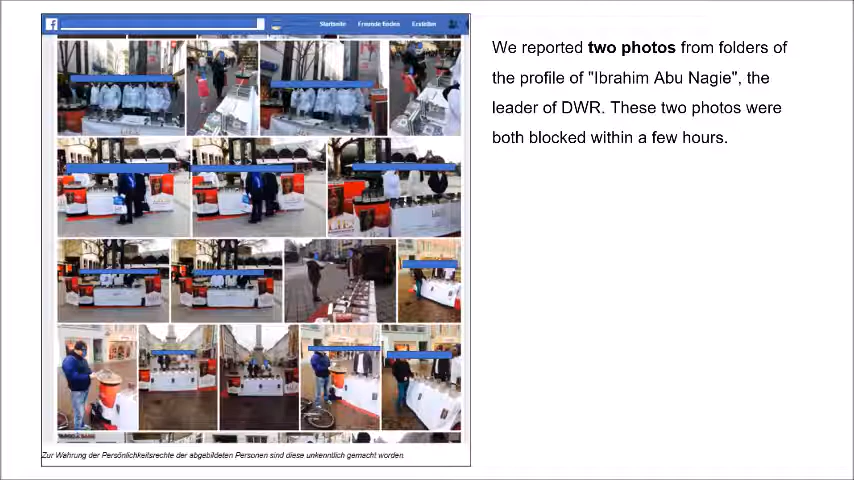 Startseite Freunde finden Erstellen
We reported two photos from folders of
the profile of "Ibrahim Abu Nagie", the
leader of DWR. These two photos were
both blocked within a few hours.
Zur Wahrung der Persönlichkeitsrechte der abgebildeten Personen sind diese unkenntlich gemacht worden.